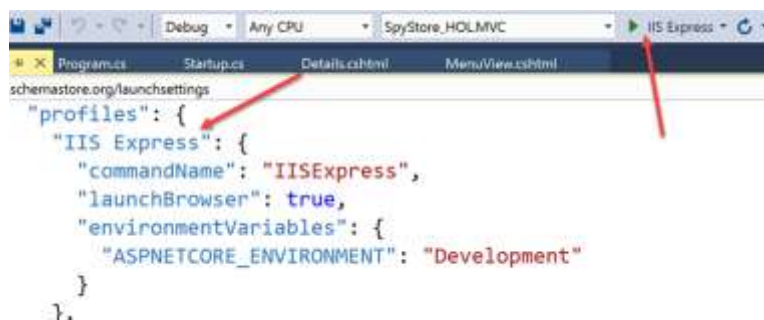 Debug Any CPU SpyStore_HOL.MVC IIS Express
Program.cs Startup.cs Details.cshtml MenuView.cshtml
schemastore.org/launchsettings
"profiles": {
"IIS Express": {
"commandName": "IISExpress",
"launchBrowser": true,
"environmentVariables": {
"ASPNETCORE_ENVIRONMENT": "Development"
}
},